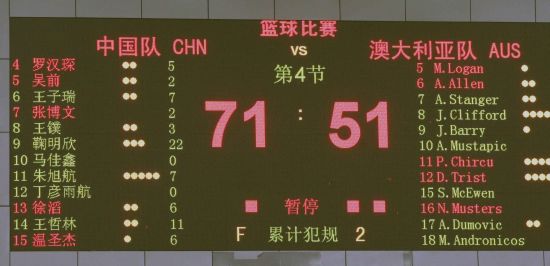 篮球比赛
中国队 CHN VS 澳大利亚队 AUS
第4节
71 : 51
4 罗汉琛 5
5 吴前 2
6 王子瑞 7
7 张博文 2
8 王镤 3
9 鞠明欣 22
10 马佳鑫 0
11 朱旭航 7
12 丁彦雨航 0
13 徐滔 6
14 王哲林 11
15 温圣杰 6
5 M.Logan
6 A.Allen
7 A.Stanger
8 J.Clifford
9 J.Barry
10 A.Mustapic
11 P.Chircu
12 D.Trist
15 S.McEwen
16 N.Musters
17 A.Dumovic
18 M.Andronicos
暂停
F 累计犯规 2